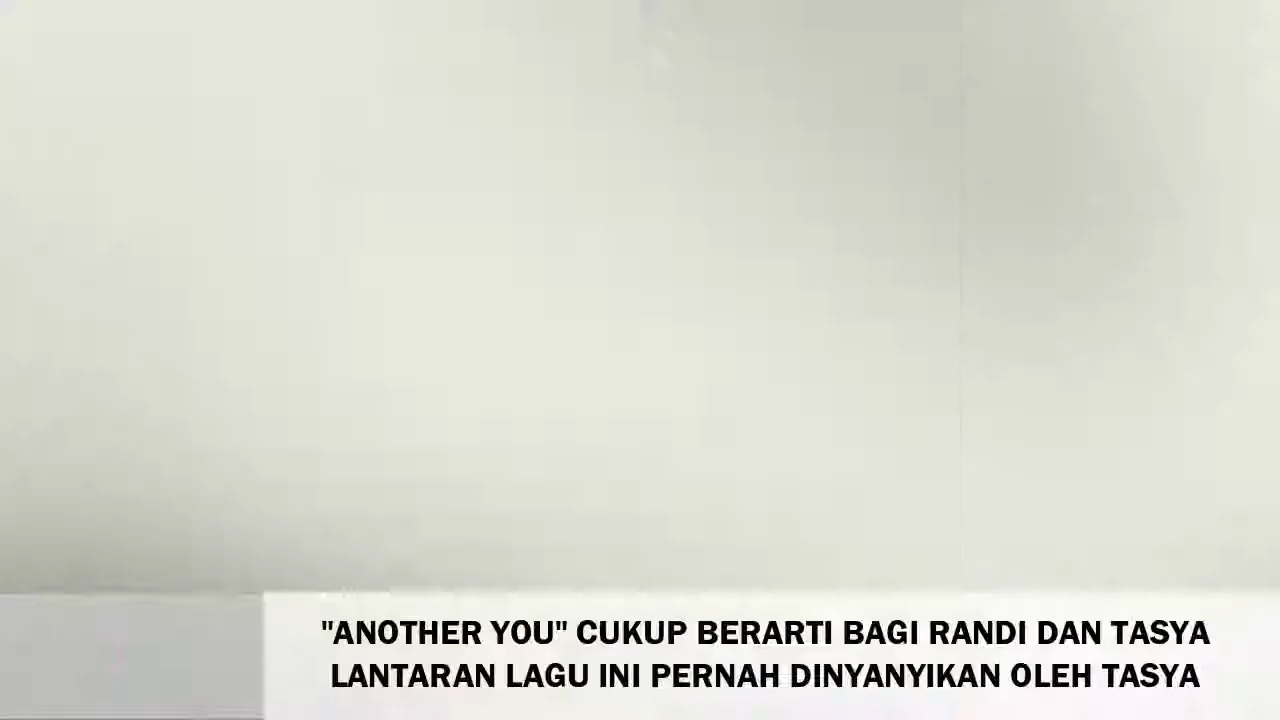 "ANOTHER YOU" CUKUP BERARTI BAGI RANDI DAN TASYA
LANTARAN LAGU INI PERNAH DINYANYIKAN OLEH TASYA